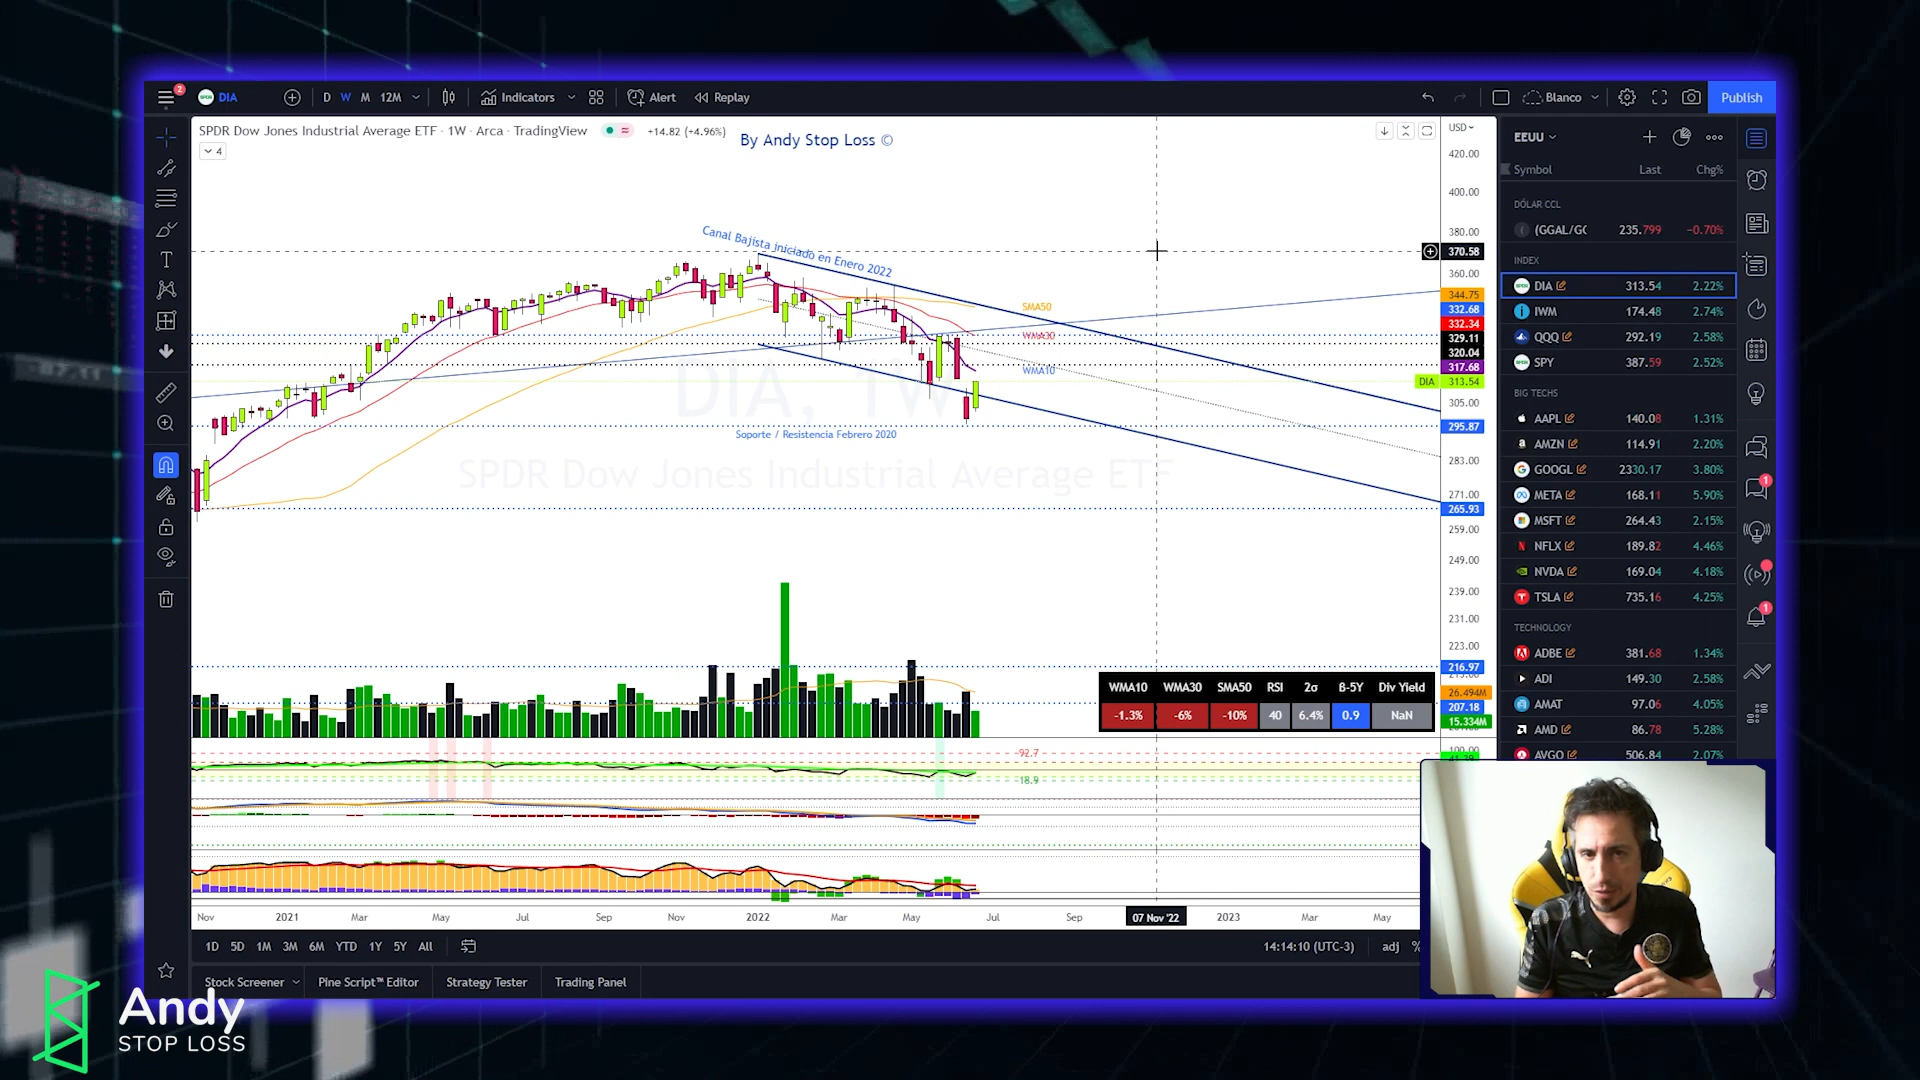 2
DIA
D W M 12M
Indicators
Alert
Replay
Blanco
Publish
SPDR Dow Jones Industrial Average ETF · 1W · Arca · TradingView
+14.82 (+4.96%)
4
By Andy Stop Loss ©
USD
Canal Bajista iniciado en Enero 2022
SMA50
WMA30
WMA10
Soporte / Resistencia Febrero 2020
DIA, 1W
SPDR Dow Jones Industrial Average ETF
420.00
400.00
380.00
370.58
360.00
344.75
332.68
332.34
329.11
320.04
317.68
DIA 313.54
305.00
295.87
283.00
271.00
265.93
259.00
249.00
239.00
231.00
223.00
216.97
26.494M
207.18
15.334M
WMA10 WMA30 SMA50 RSI 2σ ß-5Y Div Yield
-1.3% -6% -10% 40 6.4% 0.9 NaN
92.7
18.9
Nov 2021 Mar May Jul Sep Nov 2022 Mar May Jul Sep 07 Nov '22 2023 Mar May
1D 5D 1M 3M 6M YTD 1Y 5Y All
14:14:10 (UTC-3)
adj
%
Stock Screener
Pine Script™ Editor
Strategy Tester
Trading Panel
EEUU
Symbol Last Chg%
DÓLAR CCL
(GGAL/GC 235.799 −0.70%
INDEX
DIA 313.54 2.22%
IWM 174.48 2.74%
QQQ 292.19 2.58%
SPY 387.59 2.52%
BIG TECHS
AAPL 140.08 1.31%
AMZN 114.91 2.20%
GOOGL 2330.17 3.80%
META 168.11 5.90%
MSFT 264.43 2.15%
NFLX 189.82 4.46%
NVDA 169.04 4.18%
TSLA 735.16 4.25%
TECHNOLOGY
ADBE 381.68 1.34%
ADI 149.30 2.58%
AMAT 97.06 4.05%
AMD 86.78 5.28%
AVGO 506.84 2.07%
1
1
Andy
STOP LOSS